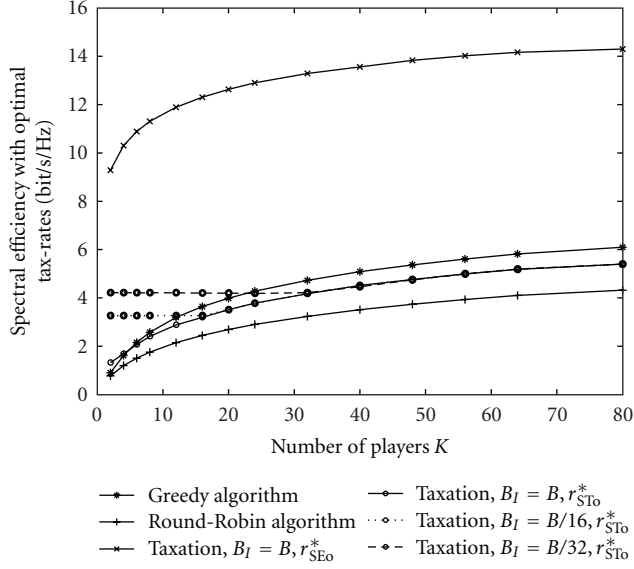 Spectral efficiency with optimal
tax-rates (bit/s/Hz)
16
14
12
10
8
6
4
2
0
0 10 20 30 40 50 60 70 80
Number of players K
Greedy algorithm
Round-Robin algorithm
Taxation, B_I = B, r*_SEo
Taxation, B_I = B, r*_STo
Taxation, B_I = B/16, r*_STo
Taxation, B_I = B/32, r*_STo